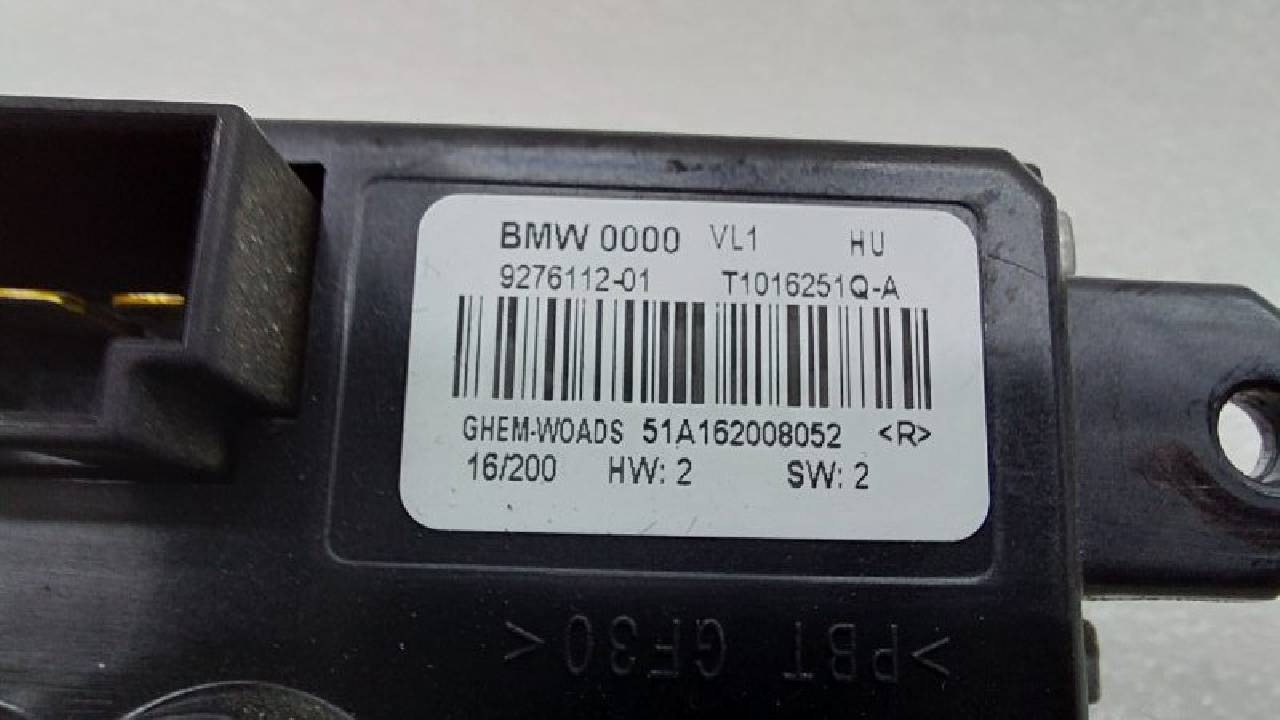 BMW 0000 VL1 HU
9276112-01 T1016251Q-A
GHEM-WOADS 51A162008052 <R>
16/200 HW: 2 SW: 2
>PBT GF30<